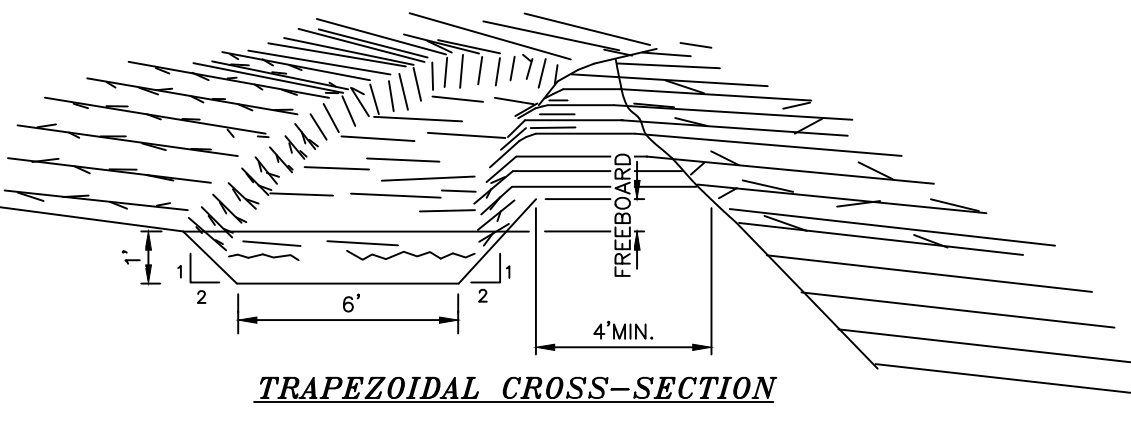 FREEBOARD
1'
1
2
1
2
6'
4'MIN.
TRAPEZOIDAL CROSS-SECTION